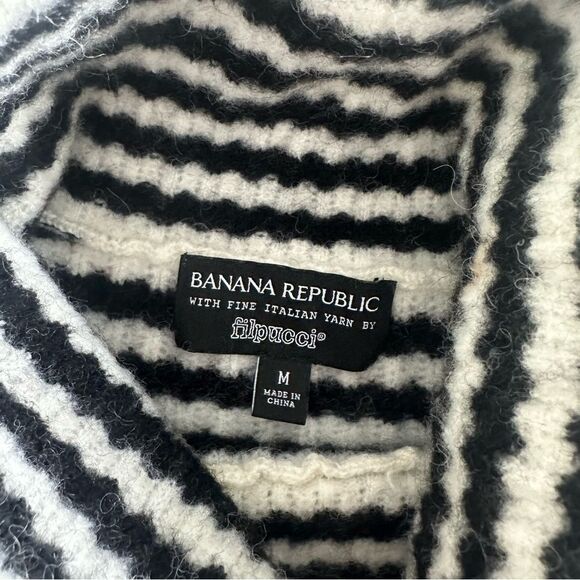 BANANA REPUBLIC
WITH FINE ITALIAN YARN BY
filpucci®
M
MADE IN
CHINA